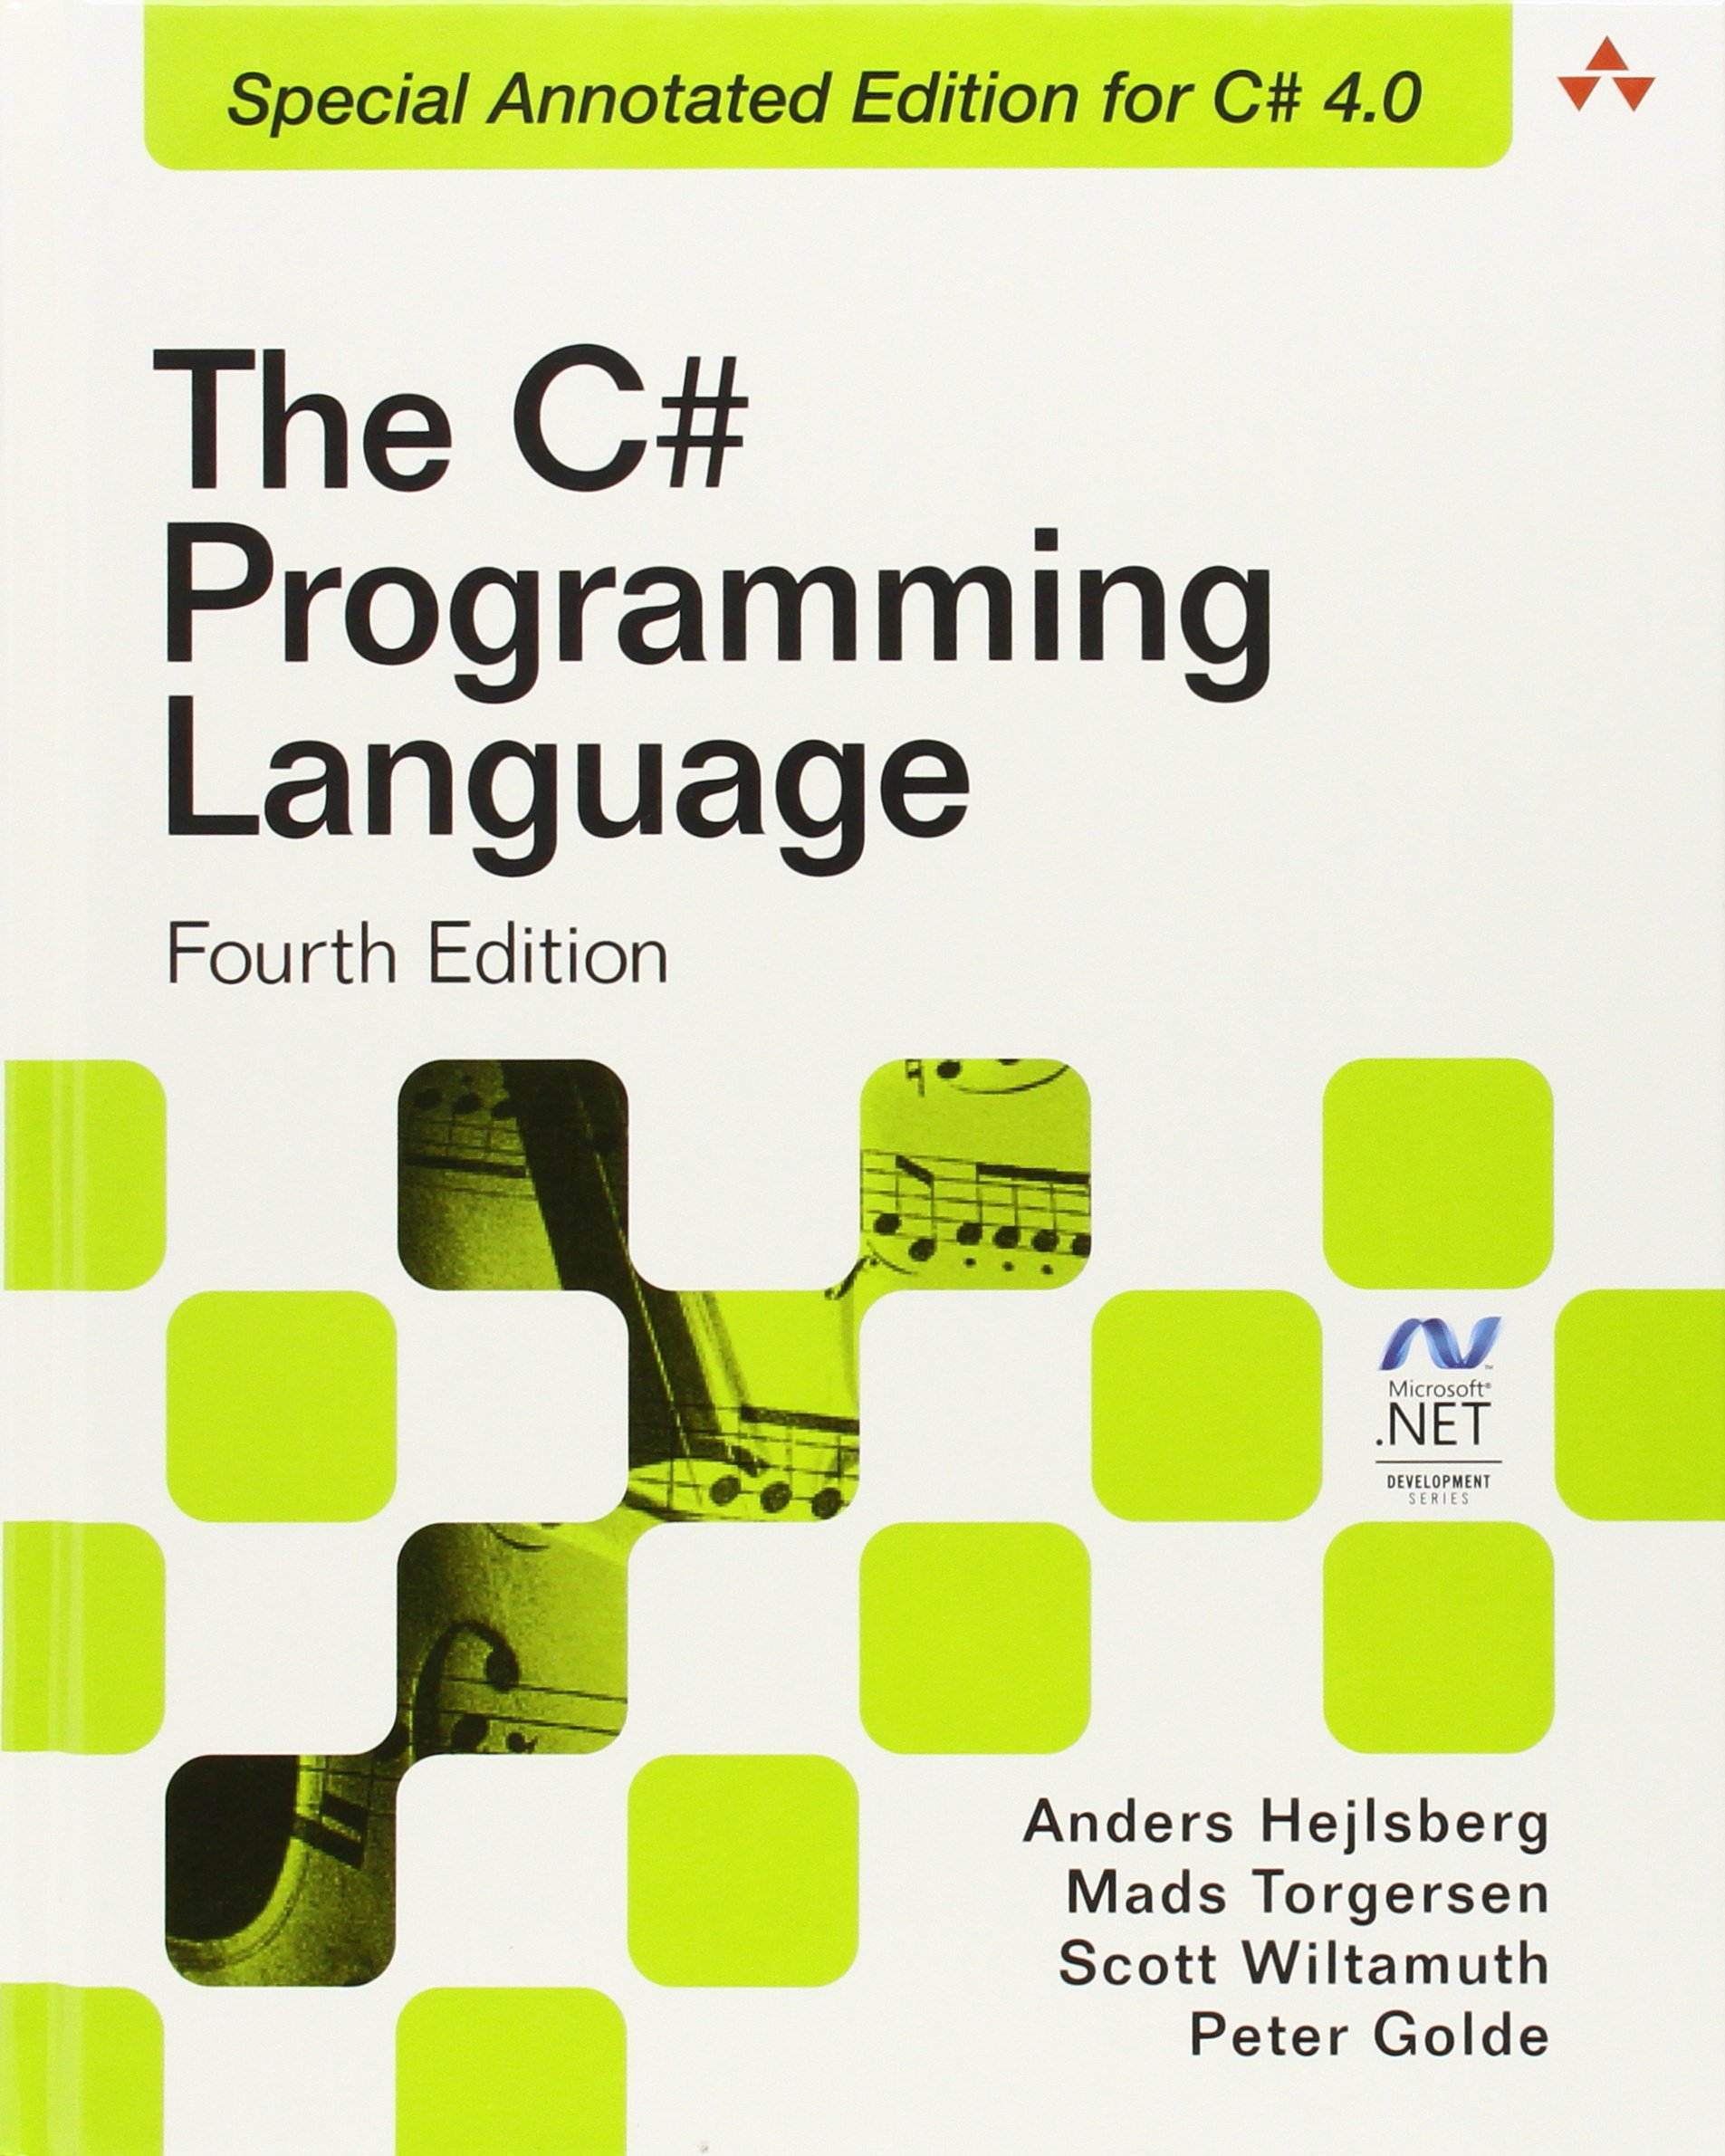 Special Annotated Edition for C# 4.0
The C#
Programming
Language
Fourth Edition
Microsoft®
.NET
DEVELOPMENT
SERIES
Anders Hejlsberg
Mads Torgersen
Scott Wiltamuth
Peter Golde